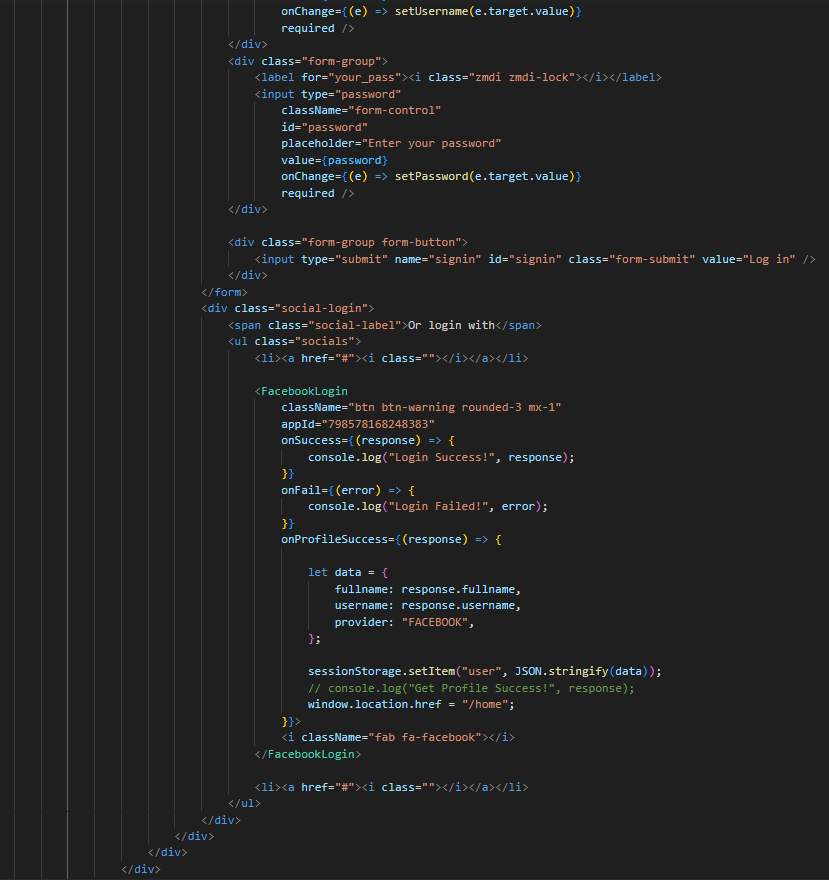 onChange={(e) => setUsername(e.target.value)}
required />
</div>
<div class="form-group">
<label for="your_pass"><i class="zmdi zmdi-lock"></i></label>
<input type="password"
className="form-control"
id="password"
placeholder="Enter your password"
value={password}
onChange={(e) => setPassword(e.target.value)}
required />
</div>
<div class="form-group form-button">
<input type="submit" name="signin" id="signin" class="form-submit" value="Log in" />
</div>
</form>
<div class="social-login">
<span class="social-label">Or login with</span>
<ul class="socials">
<li><a href="#"><i class=""></i></a></li>
<FacebookLogin
className="btn btn-warning rounded-3 mx-1"
appId="798578168248383"
onSuccess={(response) => {
console.log("Login Success!", response);
}}
onFail={(error) => {
console.log("Login Failed!", error);
}}
onProfileSuccess={(response) => {
let data = {
fullname: response.fullname,
username: response.username,
provider: "FACEBOOK",
};
sessionStorage.setItem("user", JSON.stringify(data));
// console.log("Get Profile Success!", response);
window.location.href = "/home";
}}>
<i className="fab fa-facebook"></i>
</FacebookLogin>
<li><a href="#"><i class=""></i></a></li>
</ul>
</div>
</div>
</div>
</div>